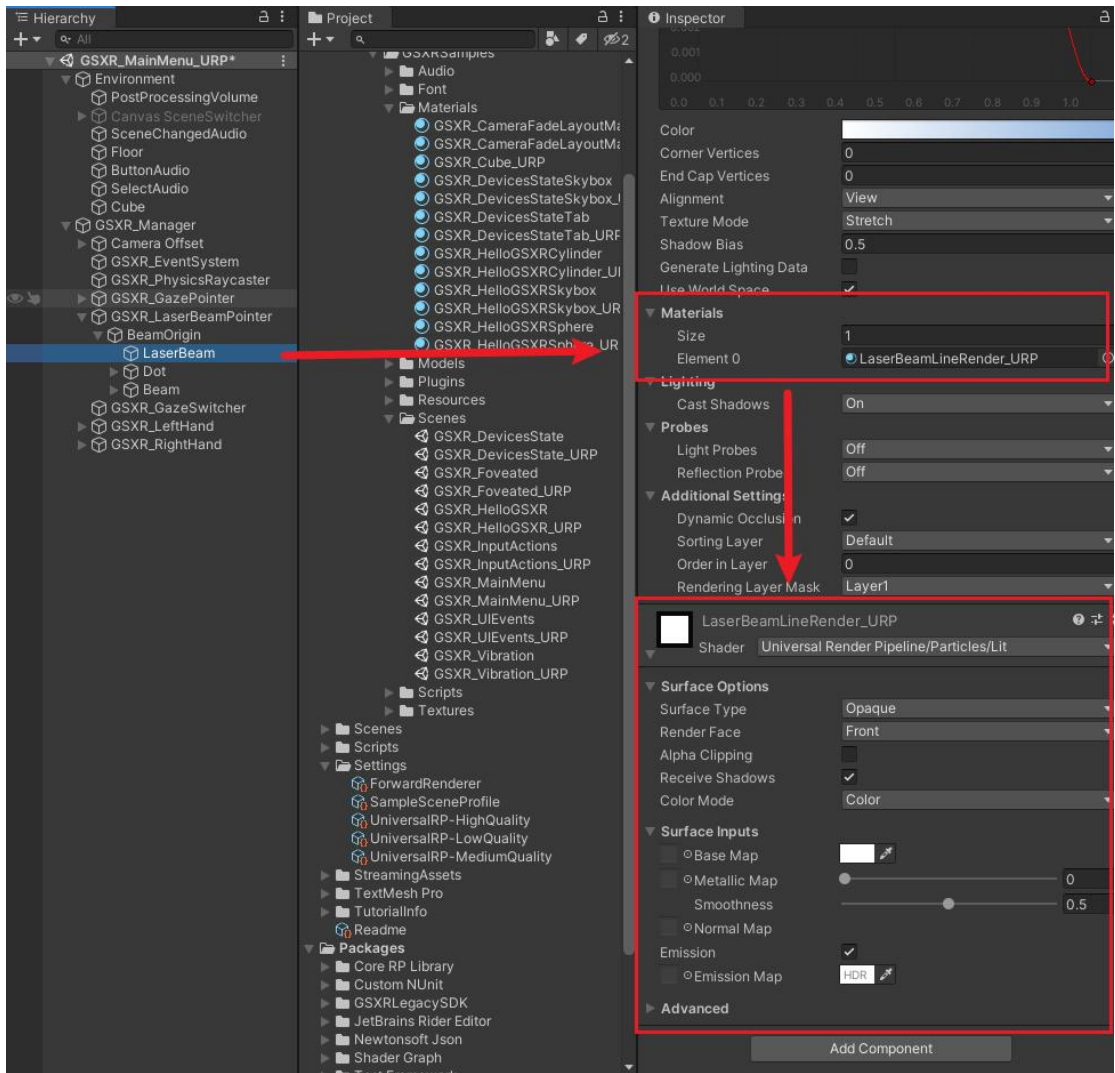 Hierarchy
All
GSXR_MainMenu_URP*
Environment
PostProcessingVolume
Canvas SceneSwitcher
SceneChangedAudio
Floor
ButtonAudio
SelectAudio
Cube
GSXR_Manager
Camera Offset
GSXR_EventSystem
GSXR_PhysicsRaycaster
GSXR_GazePointer
GSXR_LaserBeamPointer
BeamOrigin
LaserBeam
Dot
Beam
GSXR_GazeSwitcher
GSXR_LeftHand
GSXR_RightHand
Project
2
GSXRSamples
Audio
Font
Materials
GSXR_CameraFadeLayoutMa
GSXR_CameraFadeLayoutMa
GSXR_Cube_URP
GSXR_DevicesStateSkybox
GSXR_DevicesStateSkybox_U
GSXR_DevicesStateTab
GSXR_DevicesStateTab_URP
GSXR_HelloGSXRCylinder
GSXR_HelloGSXRCylinder_UI
GSXR_HelloGSXRSkybox
GSXR_HelloGSXRSkybox_UR
GSXR_HelloGSXRSphere
GSXR_HelloGSXRSphere_UR
Models
Plugins
Resources
Scenes
GSXR_DevicesState
GSXR_DevicesState_URP
GSXR_Foveated
GSXR_Foveated_URP
GSXR_HelloGSXR
GSXR_HelloGSXR_URP
GSXR_InputActions
GSXR_InputActions_URP
GSXR_MainMenu
GSXR_MainMenu_URP
GSXR_UIEvents
GSXR_UIEvents_URP
GSXR_Vibration
GSXR_Vibration_URP
Scripts
Textures
Scenes
Scripts
Settings
ForwardRenderer
SampleSceneProfile
UniversalRP-HighQuality
UniversalRP-LowQuality
UniversalRP-MediumQuality
StreamingAssets
TextMesh Pro
TutorialInfo
Readme
Packages
Core RP Library
Custom NUnit
GSXRLegacySDK
JetBrains Rider Editor
Newtonsoft Json
Shader Graph
Inspector
0.002
0.001
0.000
0.0 0.1 0.2 0.3 0.4 0.5 0.6 0.7 0.8 0.9 1.0
Color
Corner Vertices 0
End Cap Vertices 0
Alignment View
Texture Mode Stretch
Shadow Bias 0.5
Generate Lighting Data
Use World Space
Materials
Size 1
Element 0 LaserBeamLineRender_URP
Lighting
Cast Shadows On
Probes
Light Probes Off
Reflection Probe Off
Additional Settings
Dynamic Occlusion
Sorting Layer Default
Order in Layer 0
Rendering Layer Mask Layer1
LaserBeamLineRender_URP
Shader Universal Render Pipeline/Particles/Lit
Surface Options
Surface Type Opaque
Render Face Front
Alpha Clipping
Receive Shadows
Color Mode Color
Surface Inputs
Base Map
Metallic Map 0
Smoothness 0.5
Normal Map
Emission
Emission Map HDR
Advanced
Add Component